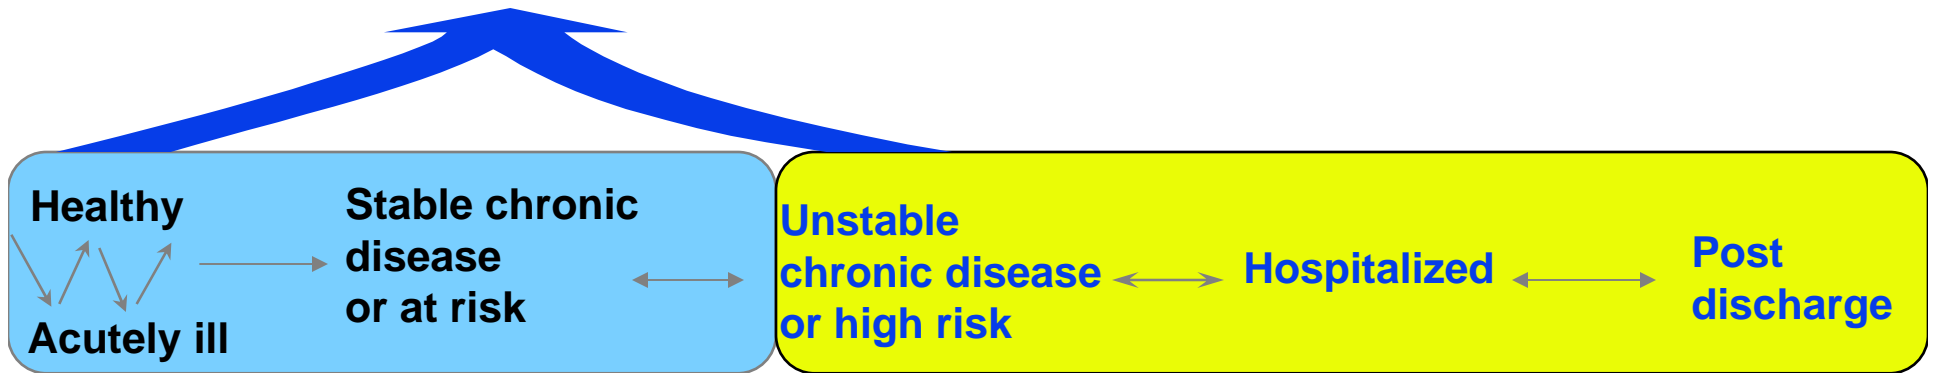 Healthy
Acutely ill
Stable chronic
disease
or at risk
Unstable
chronic disease
or high risk
Hospitalized
Post
discharge